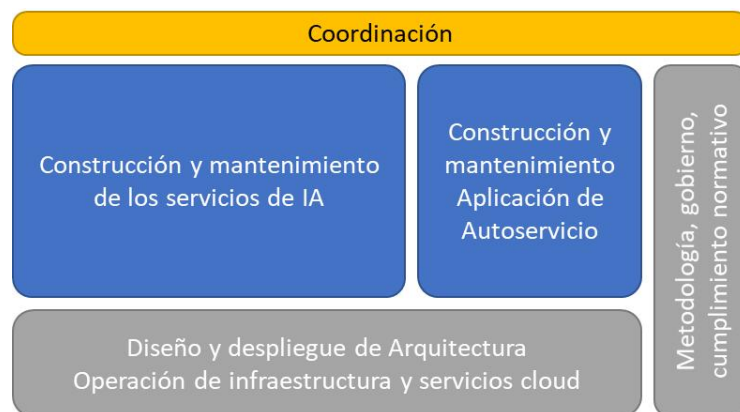 Coordinación
Construcción y mantenimiento
de los servicios de IA
Construcción y
mantenimiento
Aplicación de
Autoservicio
Metodología, gobierno,
cumplimiento normativo
Diseño y despliegue de Arquitectura
Operación de infraestructura y servicios cloud